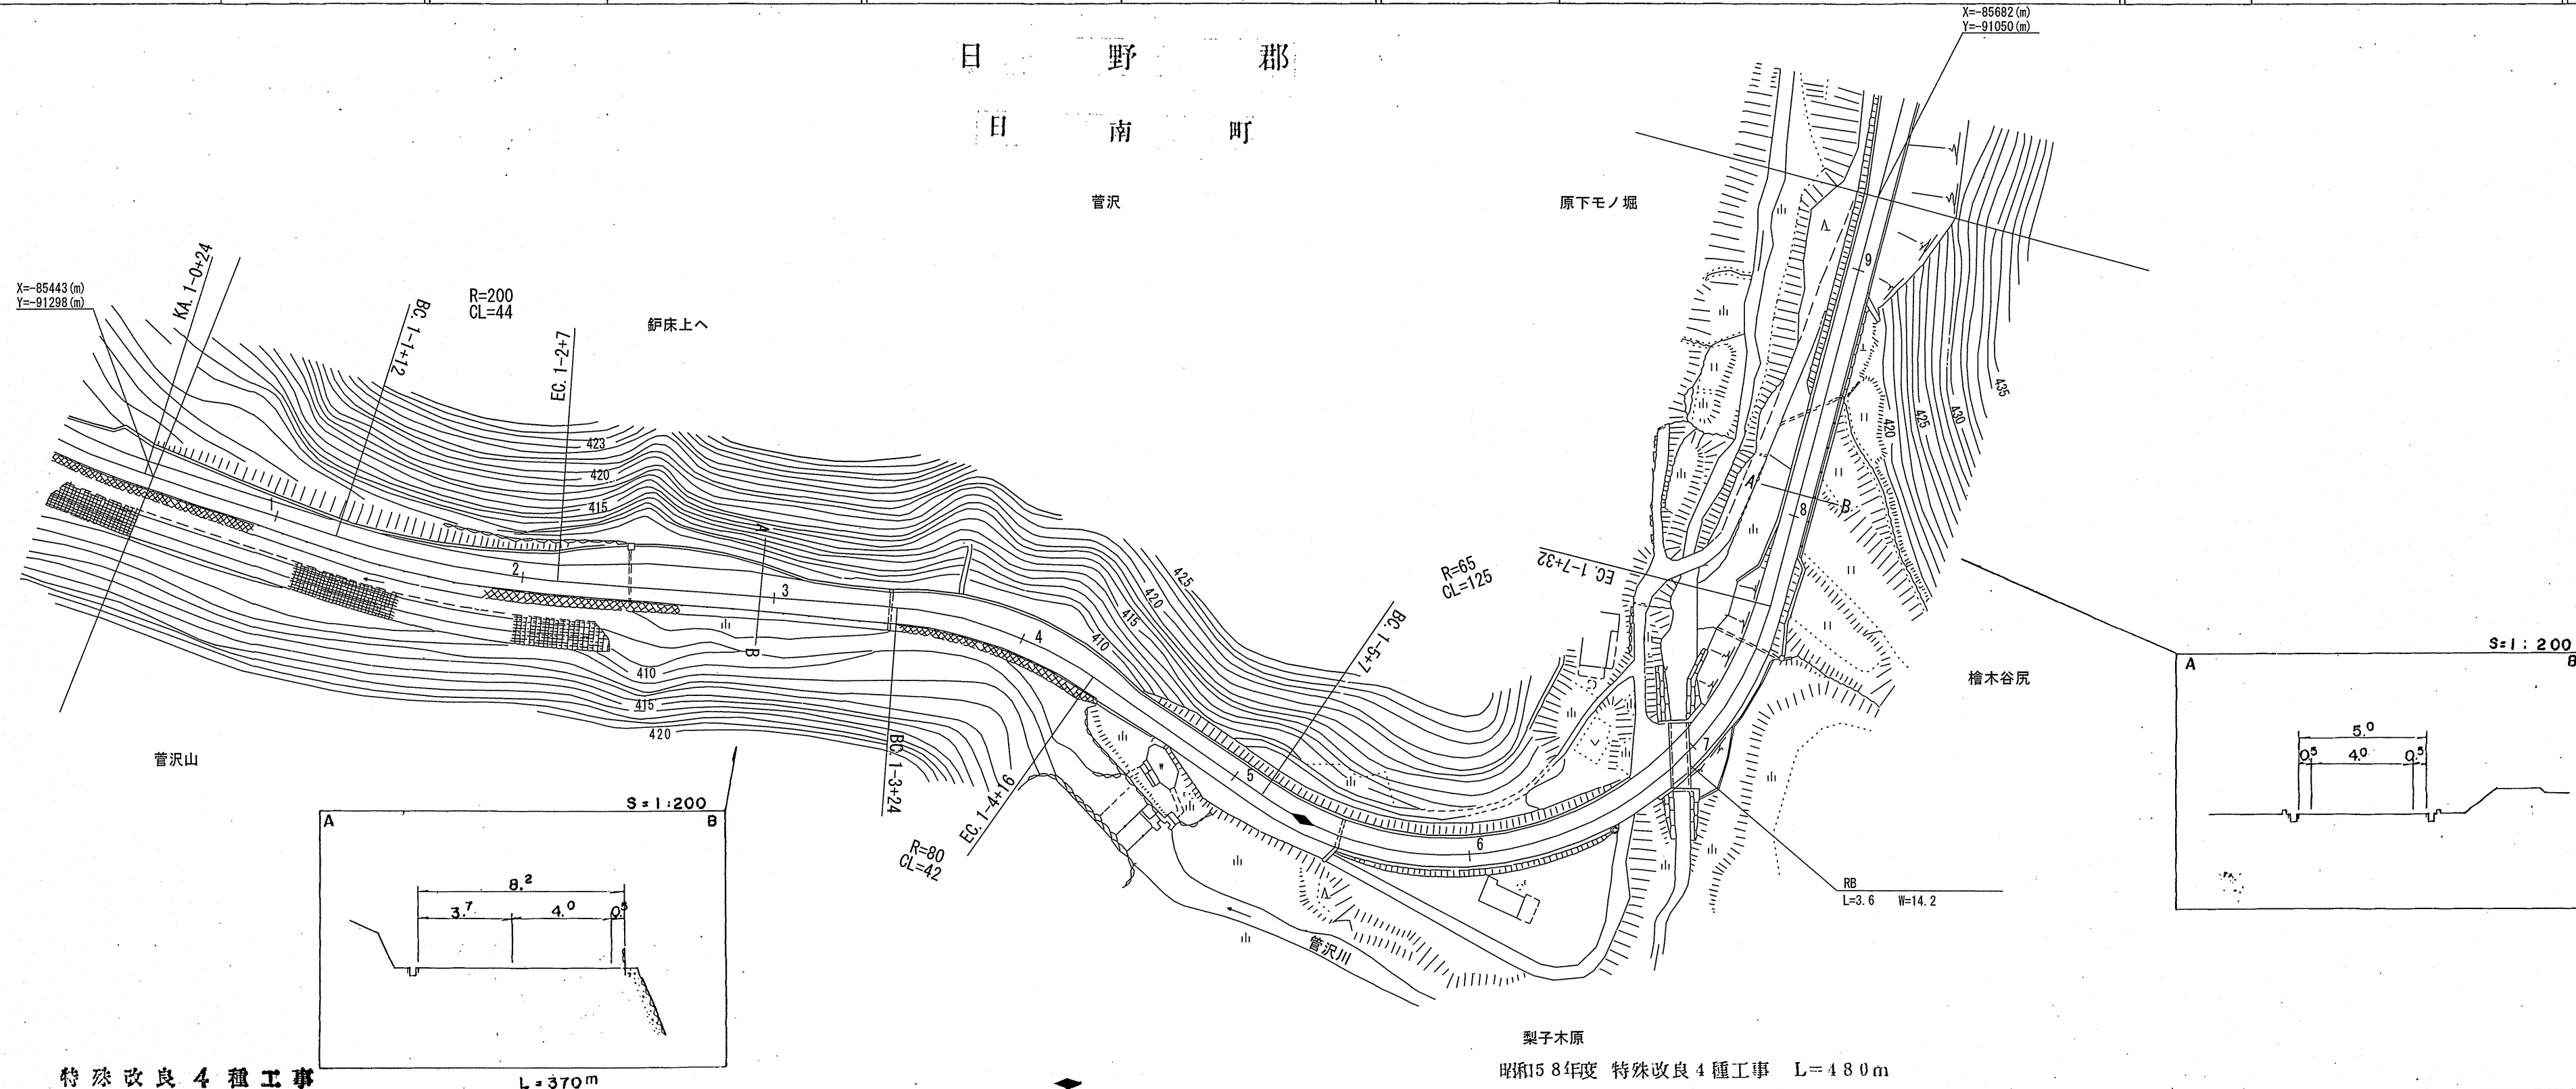 X=-85682(m)
Y=-91050(m)
日野郡
日南町
菅沢
原下モノ堀
X=-85443(m)
Y=-91298(m)
KA. 1-0+24
BC. 1-1+12
R=200
CL=44
EC. 1-2+7
鈩床上へ
423
420
415
1
2
3
4
5
6
7
8
9
A
B
410
415
420
425
420
415
410
BC. 1-3+24
EC. 1-4+16
R=80
CL=42
BC. 1-5+7
R=65
CL=125
EC. 1-7+32
A
B
420
425
430
435
W
菅沢山
檜木谷尻
管沢川
梨子木原
RB
L=3.6 W=14.2
S=1:200
A
B
8.2
3.7
4.0
0.5
L=370m
S=1:200
A
B
5.0
0.5
4.0
0.5
特殊改良4種工事
昭和58年度 特殊改良4種工事 L=480m